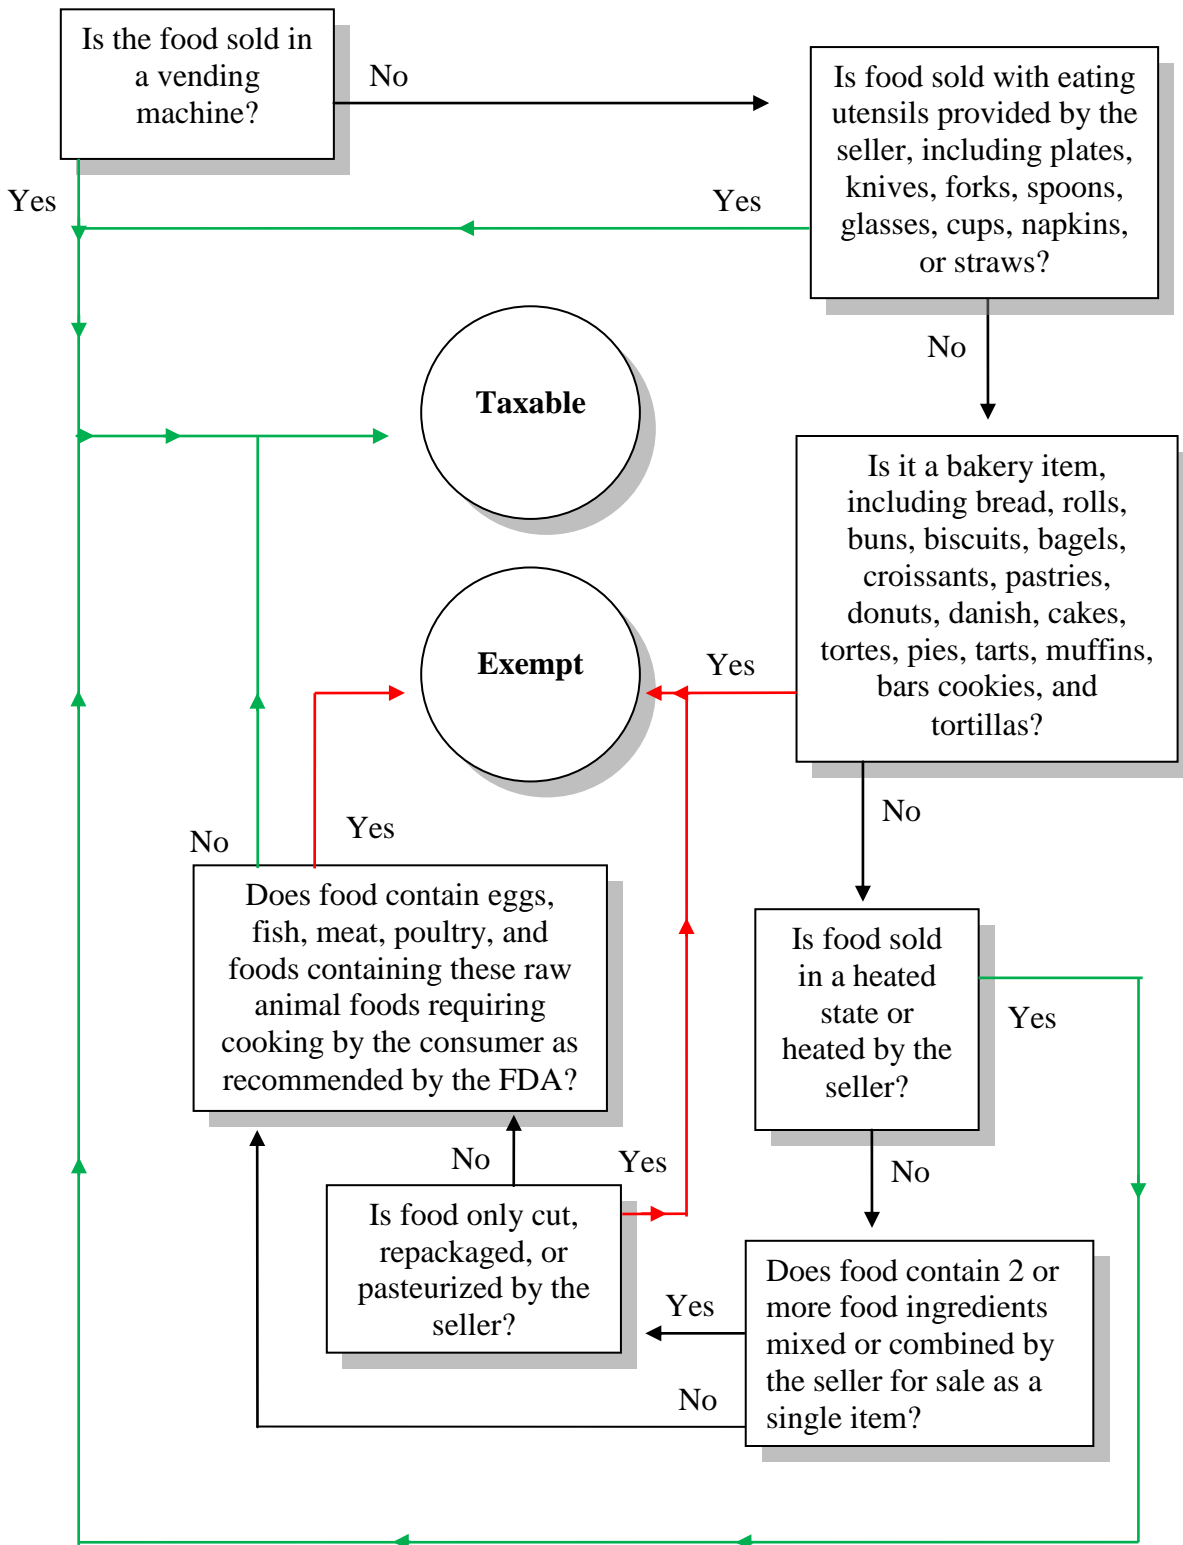 Is the food sold in
a vending
machine?
No
Is food sold with eating
utensils provided by the
seller, including plates,
knives, forks, spoons,
glasses, cups, napkins,
or straws?
Yes
Yes
No
Taxable
Is it a bakery item,
including bread, rolls,
buns, biscuits, bagels,
croissants, pastries,
donuts, danish, cakes,
tortes, pies, tarts, muffins,
bars cookies, and
tortillas?
Exempt
Yes
No
No
Yes
Does food contain eggs,
fish, meat, poultry, and
foods containing these raw
animal foods requiring
cooking by the consumer as
recommended by the FDA?
Is food sold
in a heated
state or
heated by the
seller?
Yes
No
Yes
No
Is food only cut,
repackaged, or
pasteurized by the
seller?
Does food contain 2 or
more food ingredients
mixed or combined by
the seller for sale as a
single item?
Yes
No